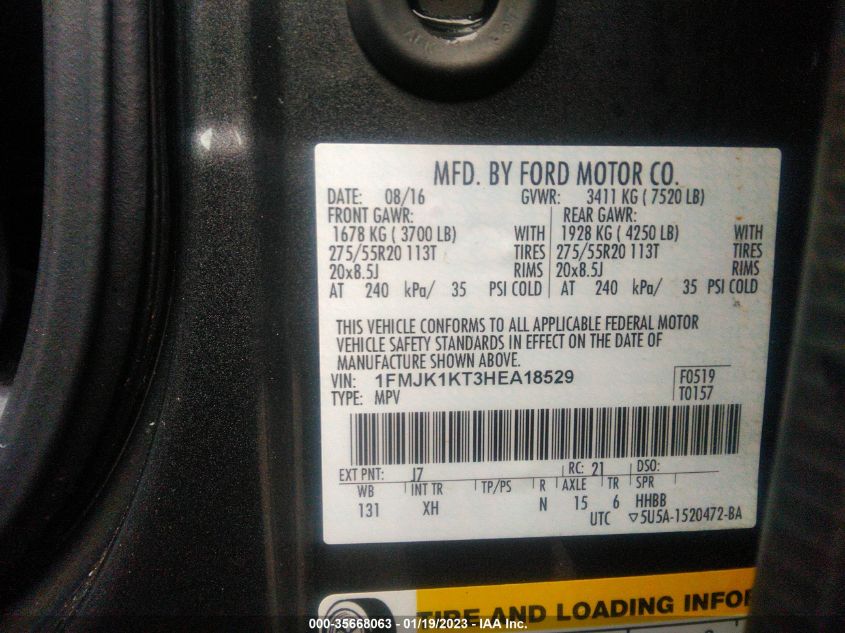 MFD. BY FORD MOTOR CO.
DATE: 08/16 GVWR: 3411 KG ( 7520 LB)
FRONT GAWR: REAR GAWR:
1678 KG ( 3700 LB) WITH 1928 KG ( 4250 LB) WITH
275/55R20 113T TIRES 275/55R20 113T TIRES
20x8.5J RIMS 20x8.5J RIMS
AT 240 kPa/ 35 PSI COLD AT 240 kPa/ 35 PSI COLD
THIS VEHICLE CONFORMS TO ALL APPLICABLE FEDERAL MOTOR
VEHICLE SAFETY STANDARDS IN EFFECT ON THE DATE OF
MANUFACTURE SHOWN ABOVE.
VIN: 1FMJK1KT3HEA18529 F0519
TYPE: MPV T0157
EXT PNT: J7 RC: 21 DSO:
WB INT TR TP/PS R AXLE TR SPR
131 XH N 15 6 HHBB
UTC ▽5U5A-1520472-BA
TIRE AND LOADING INFOR
000-35668063 - 01/19/2023 - IAA Inc.